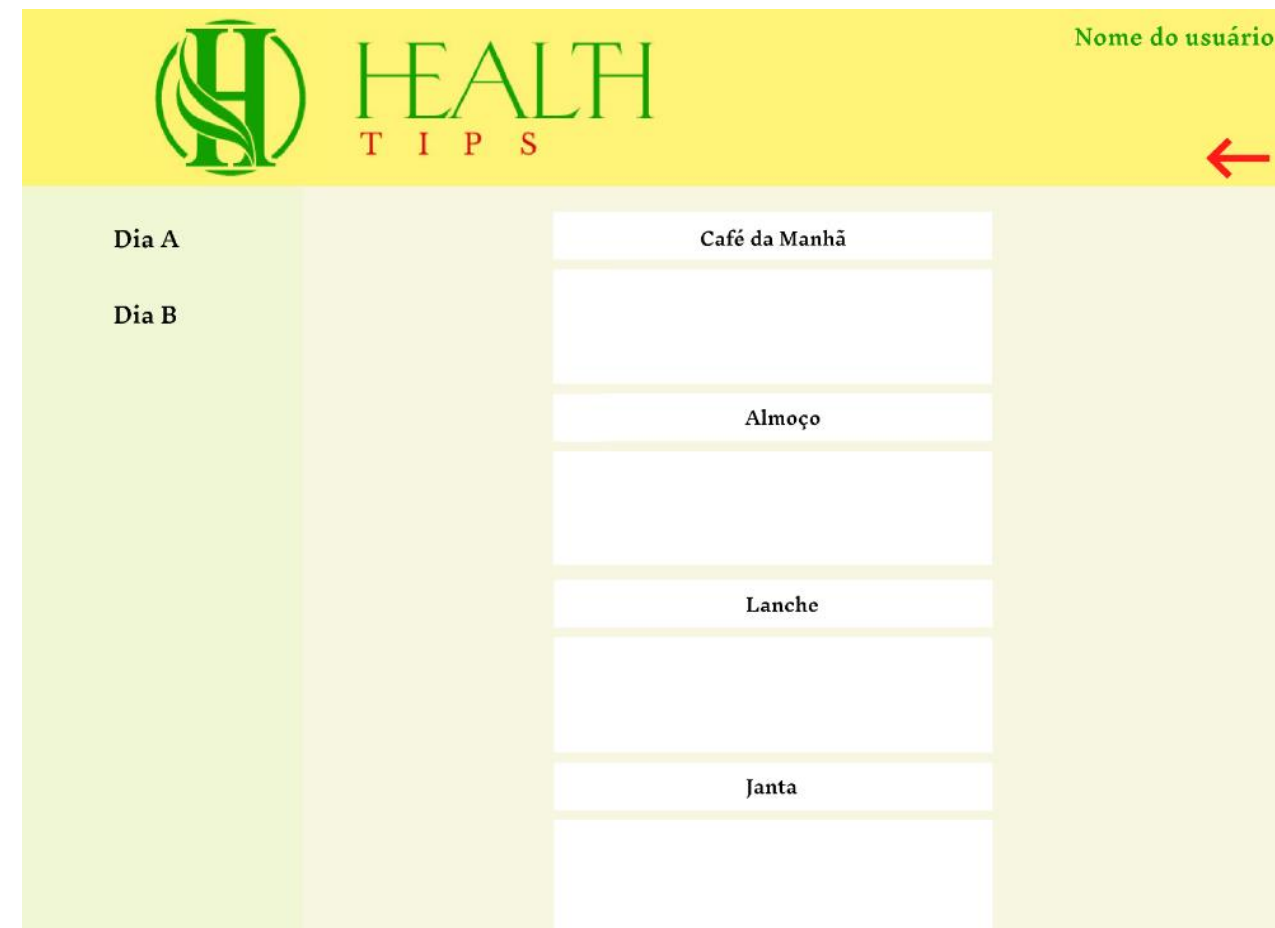 HEALTH
TIPS
Nome do usuário
Dia A
Dia B
Café da Manhã
Almoço
Lanche
Janta